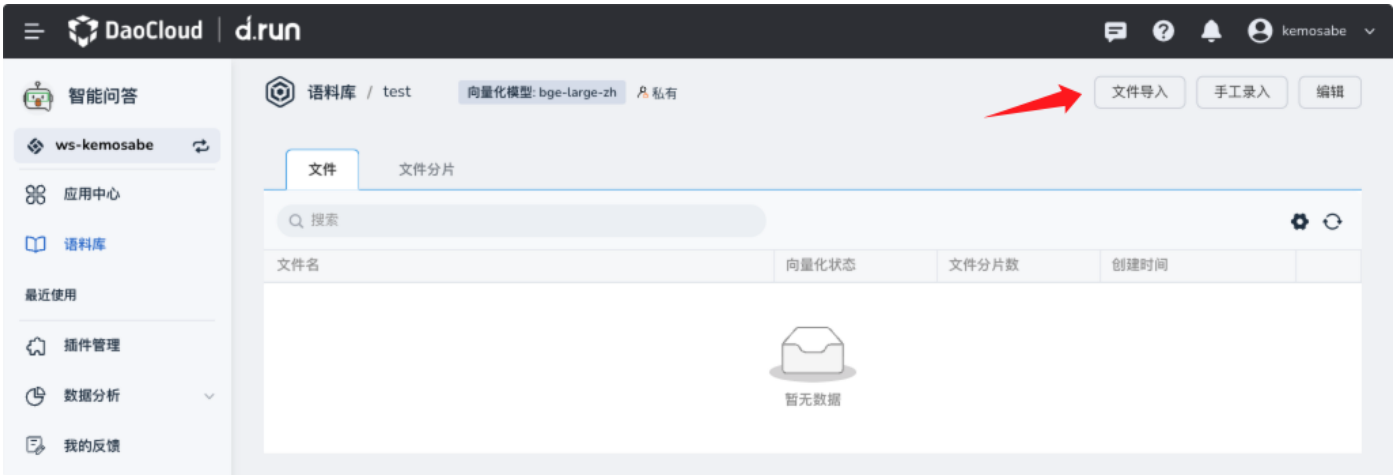 DaoCloud d.run kemosabe
智能问答
ws-kemosabe
应用中心
语料库
最近使用
插件管理
数据分析
我的反馈
语料库 / test 向量化模型: bge-large-zh 私有 文件导入 手工录入 编辑
文件 文件分片
搜索
文件名 向量化状态 文件分片数 创建时间
暂无数据